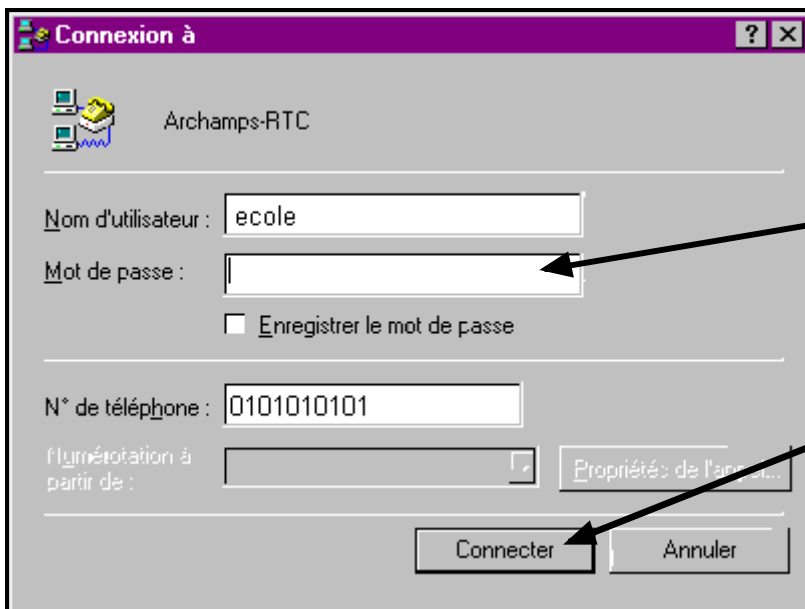 Connexion à
Archamps-RTC
Nom d'utilisateur : ecole
Mot de passe :
Enregistrer le mot de passe
N° de téléphone : 0101010101
Numérotation à
partir de :
Propriétés de l'appel...
Connecter Annuler